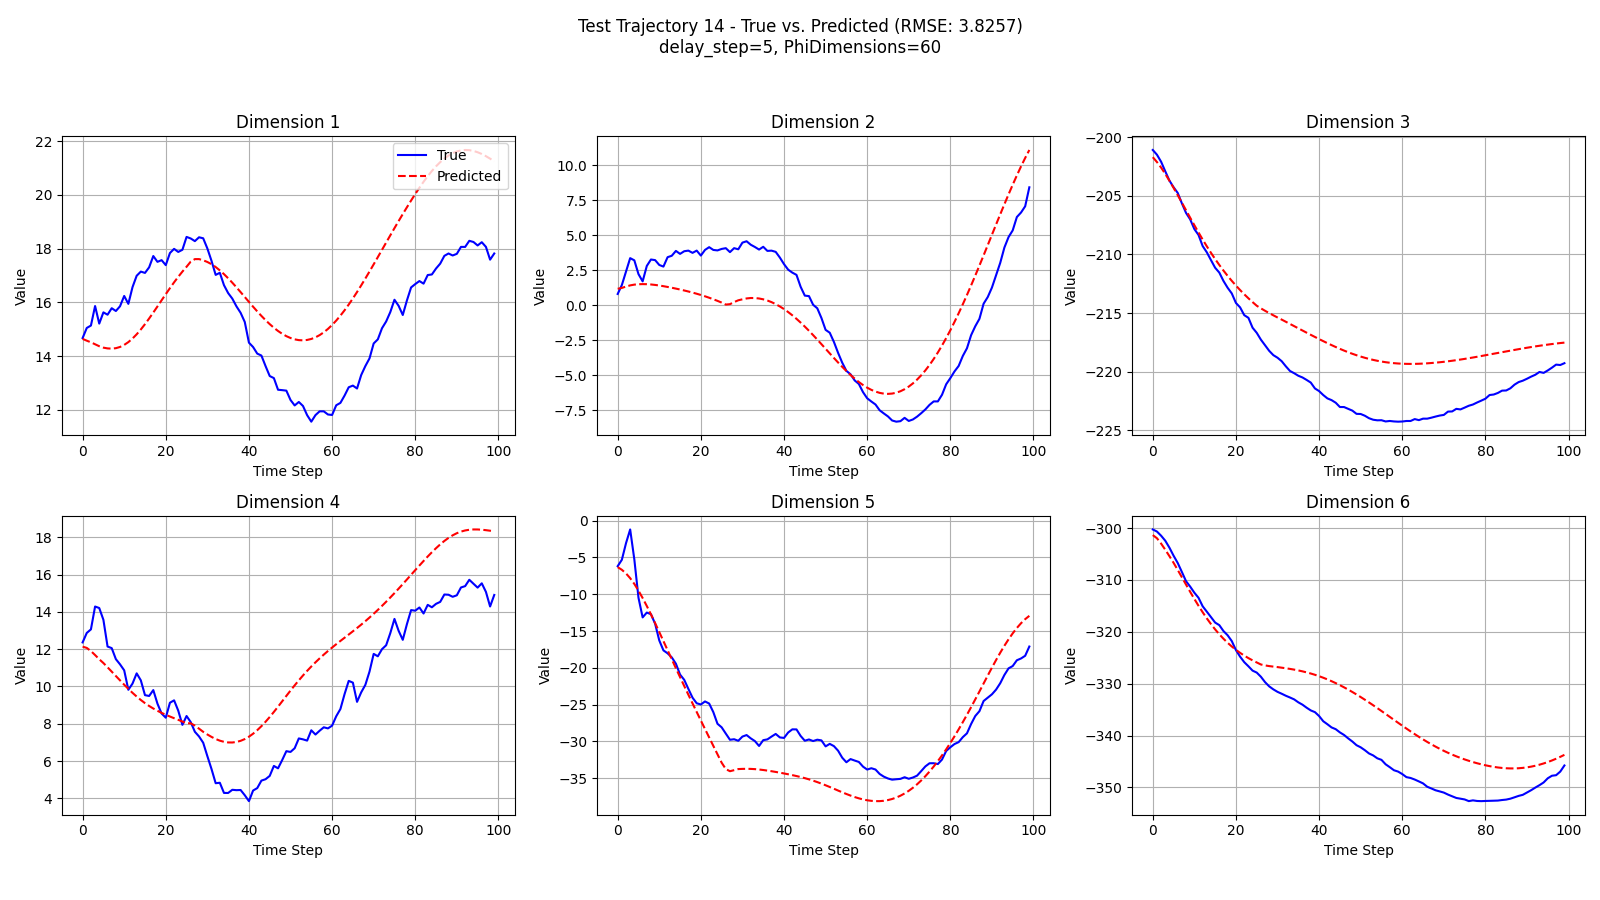 Test Trajectory 14 - True vs. Predicted (RMSE: 3.8257)
delay_step=5, PhiDimensions=60
Dimension 1
22
20
18
16
14
12
Value
0 20 40 60 80 100
Time Step
True
Predicted
Dimension 2
10.0
7.5
5.0
2.5
0.0
−2.5
−5.0
−7.5
Value
0 20 40 60 80 100
Time Step
Dimension 3
−200
−205
−210
−215
−220
−225
Value
0 20 40 60 80 100
Time Step
Dimension 4
18
16
14
12
10
8
6
4
Value
0 20 40 60 80 100
Time Step
Dimension 5
0
−5
−10
−15
−20
−25
−30
−35
Value
0 20 40 60 80 100
Time Step
Dimension 6
−300
−310
−320
−330
−340
−350
Value
0 20 40 60 80 100
Time Step